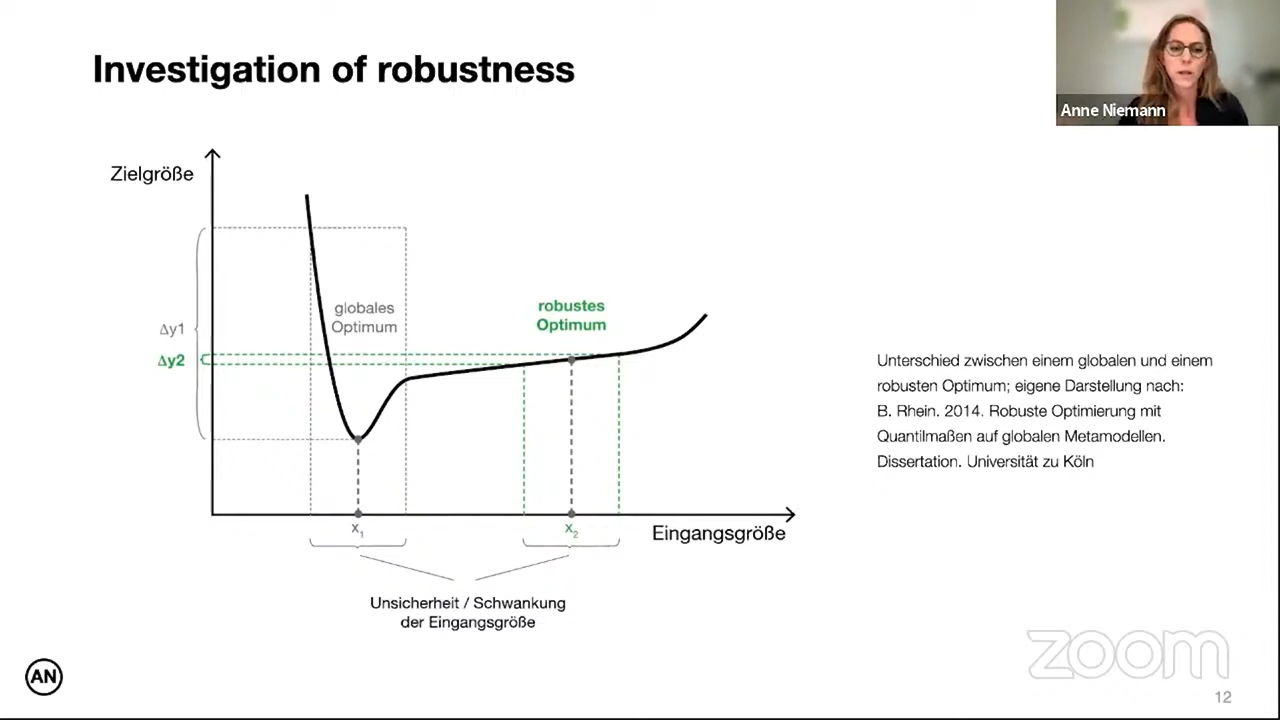 Investigation of robustness
Anne Niemann
Zielgröße
globales
Optimum
robustes
Optimum
Δy1
Δy2
Unterschied zwischen einem globalen und einem
robusten Optimum; eigene Darstellung nach:
B. Rhein. 2014. Robuste Optimierung mit
Quantilmaßen auf globalen Metamodellen.
Dissertation. Universität zu Köln
x1
x2
Eingangsgröße
Unsicherheit / Schwankung
der Eingangsgröße
zoom
AN
12